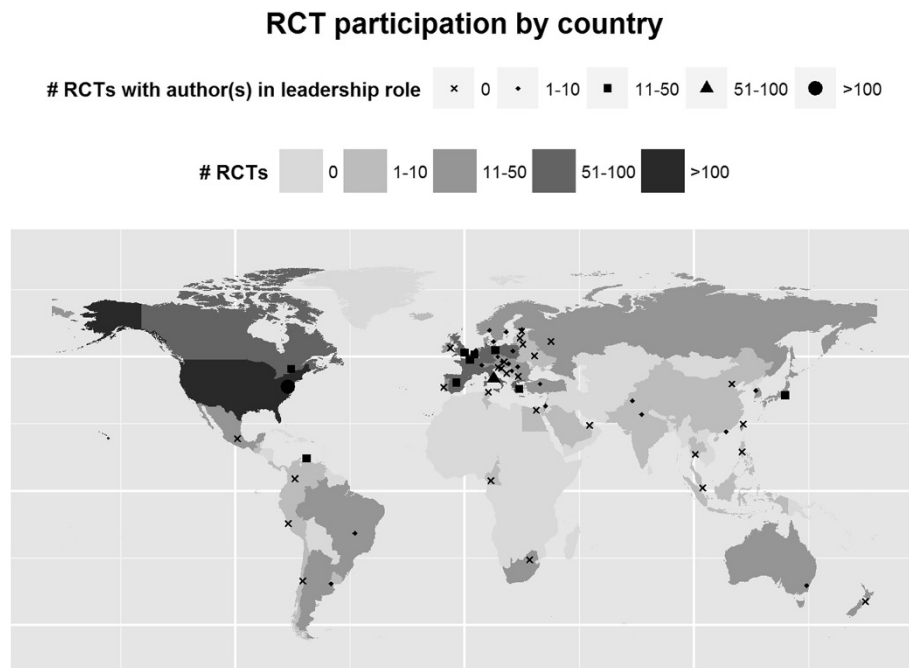 RCT participation by country
# RCTs with author(s) in leadership role 0 1-10 11-50 51-100 >100
# RCTs 0 1-10 11-50 51-100 >100